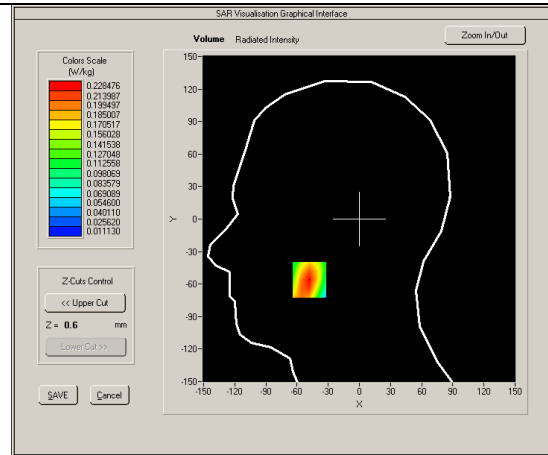 SAR Visualisation Graphical Interface
Volume Radiated Intensity
Zoom In/Out
Colors Scale
(W/kg)
0.228476
0.213987
0.199497
0.185007
0.170517
0.156028
0.141538
0.127048
0.112558
0.098069
0.083579
0.069089
0.054600
0.040110
0.025620
0.011130
Z-Cuts Control
<< Upper Cut
Z = 0.6 mm
Lower Cut >>
SAVE Cancel
150
120
90
60
30
0
-30
-60
-90
-120
-150
Y
-150 -120 -90 -60 -30 0 30 60 90 120 150
X